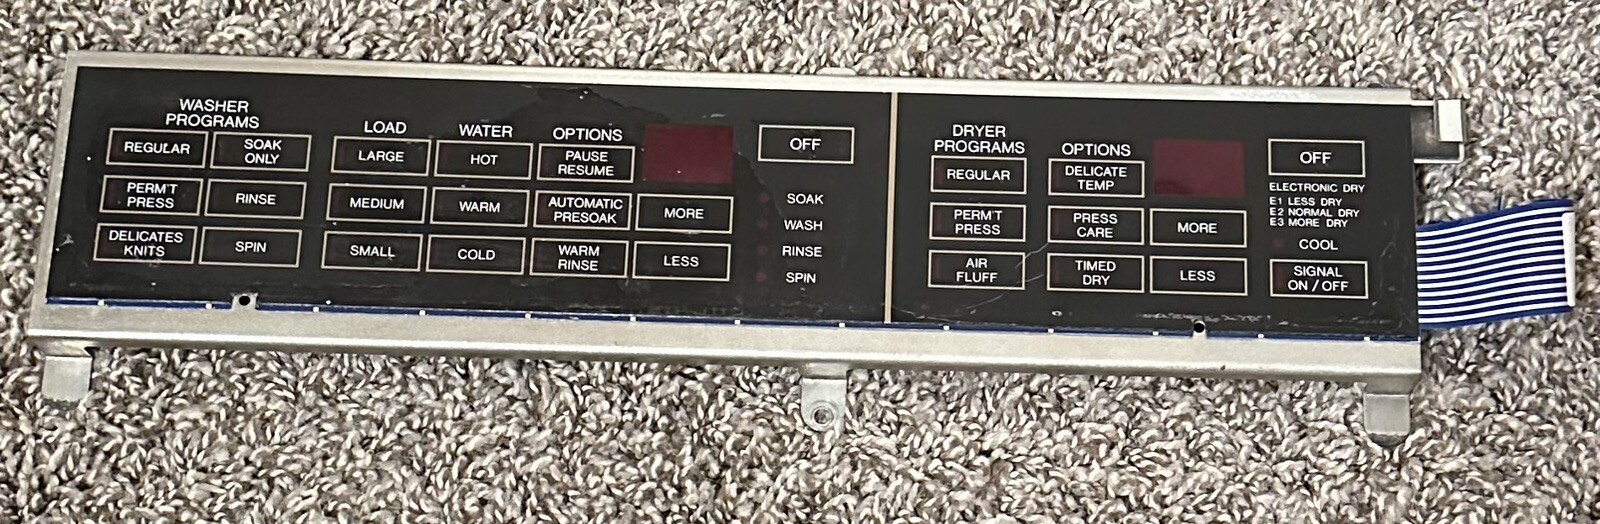 WASHER
PROGRAMS
REGULAR
SOAK
ONLY
PERM'T
PRESS
RINSE
DELICATES
KNITS
SPIN
LOAD
LARGE
MEDIUM
SMALL
WATER
HOT
WARM
COLD
OPTIONS
PAUSE
RESUME
AUTOMATIC
PRESOAK
WARM
RINSE
MORE
LESS
OFF
SOAK
WASH
RINSE
SPIN
DRYER
PROGRAMS
REGULAR
PERM'T
PRESS
AIR
FLUFF
OPTIONS
DELICATE
TEMP
PRESS
CARE
TIMED
DRY
MORE
LESS
OFF
ELECTRONIC DRY
E1 LESS DRY
E2 NORMAL DRY
E3 MORE DRY
COOL
SIGNAL
ON / OFF